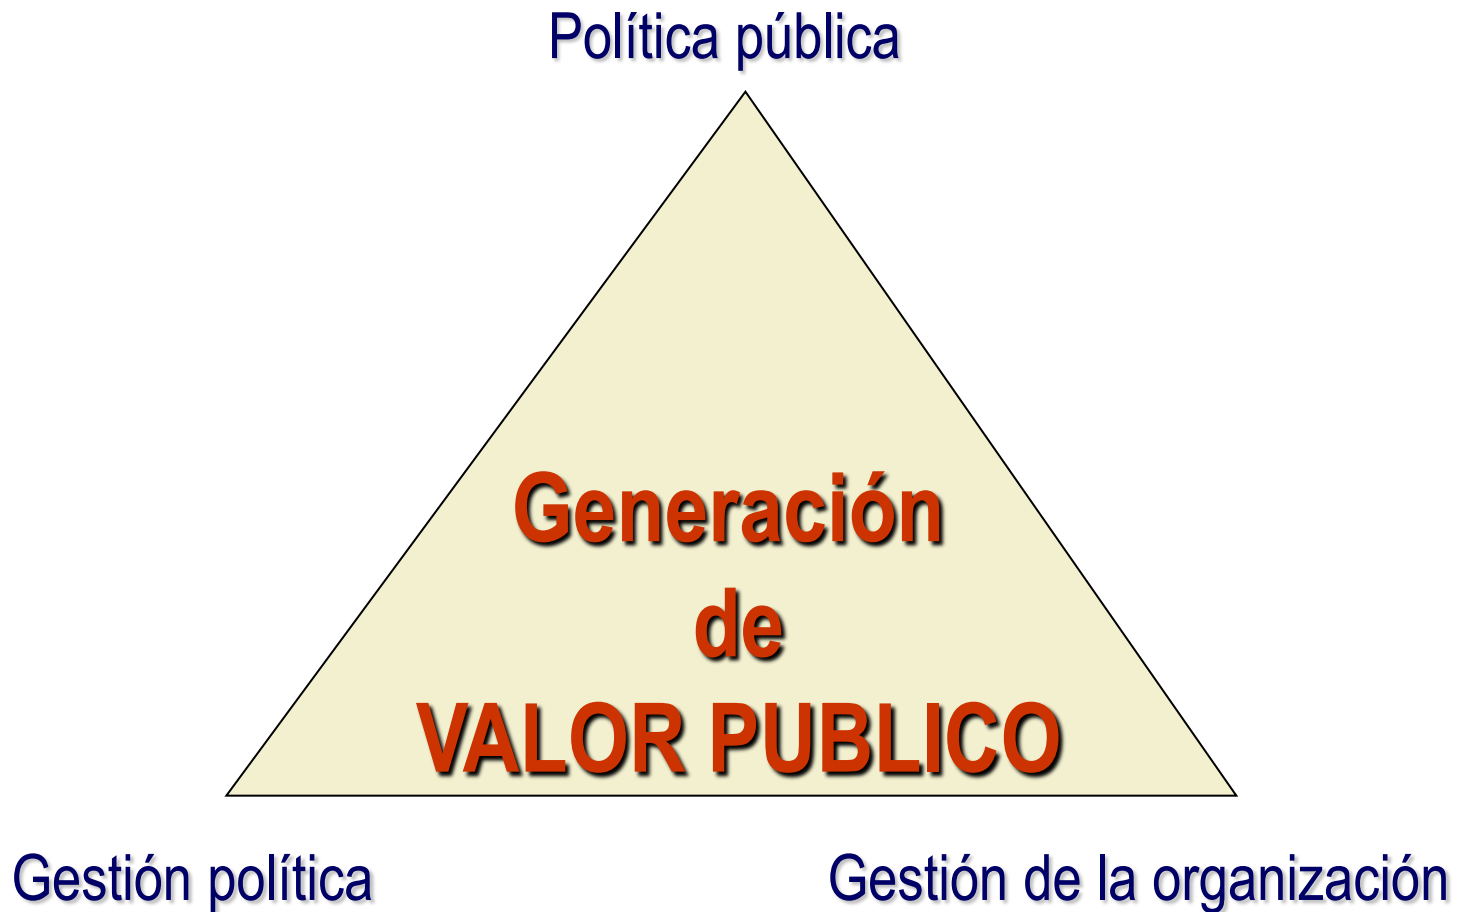 Política pública
Generación
de
VALOR PUBLICO
Gestión política
Gestión de la organización